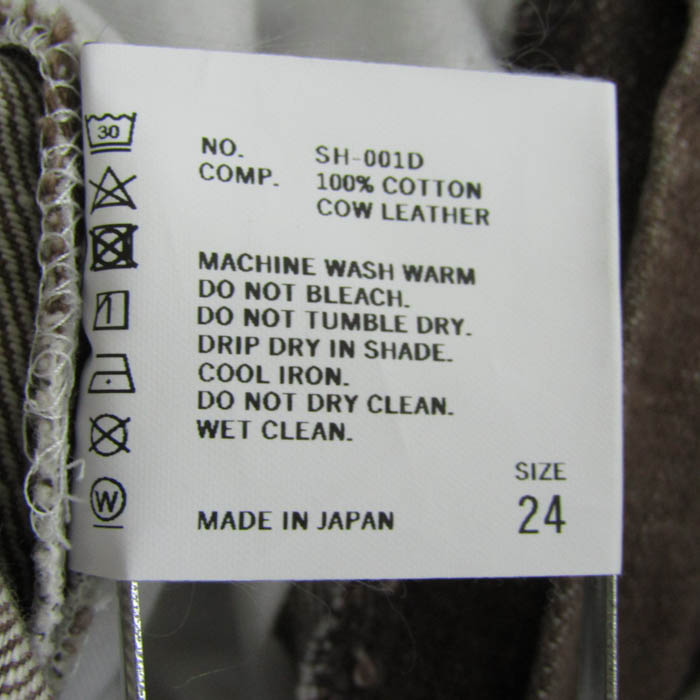 NO. SH-001D
COMP. 100% COTTON
COW LEATHER
30
MACHINE WASH WARM
DO NOT BLEACH.
DO NOT TUMBLE DRY.
DRIP DRY IN SHADE.
COOL IRON.
DO NOT DRY CLEAN.
WET CLEAN.
W
SIZE
24
MADE IN JAPAN